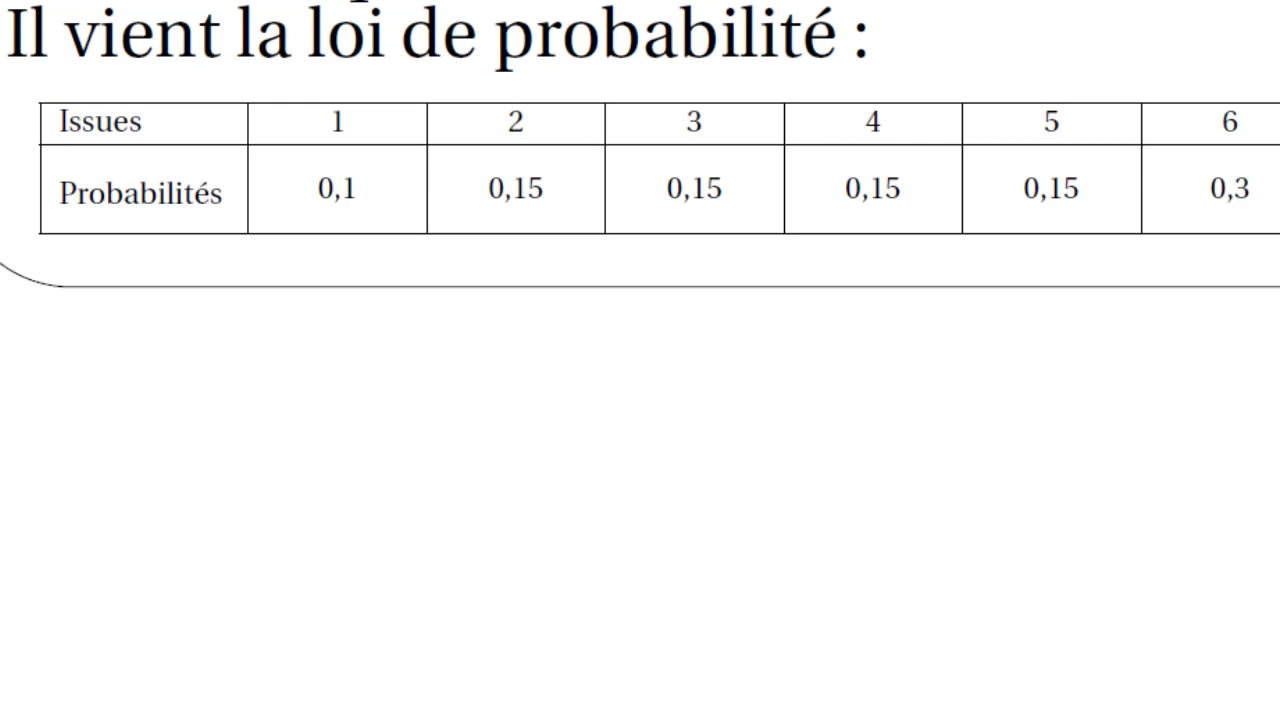 Il vient la loi de probabilité :
Issues 1 2 3 4 5 6
Probabilités 0,1 0,15 0,15 0,15 0,15 0,3